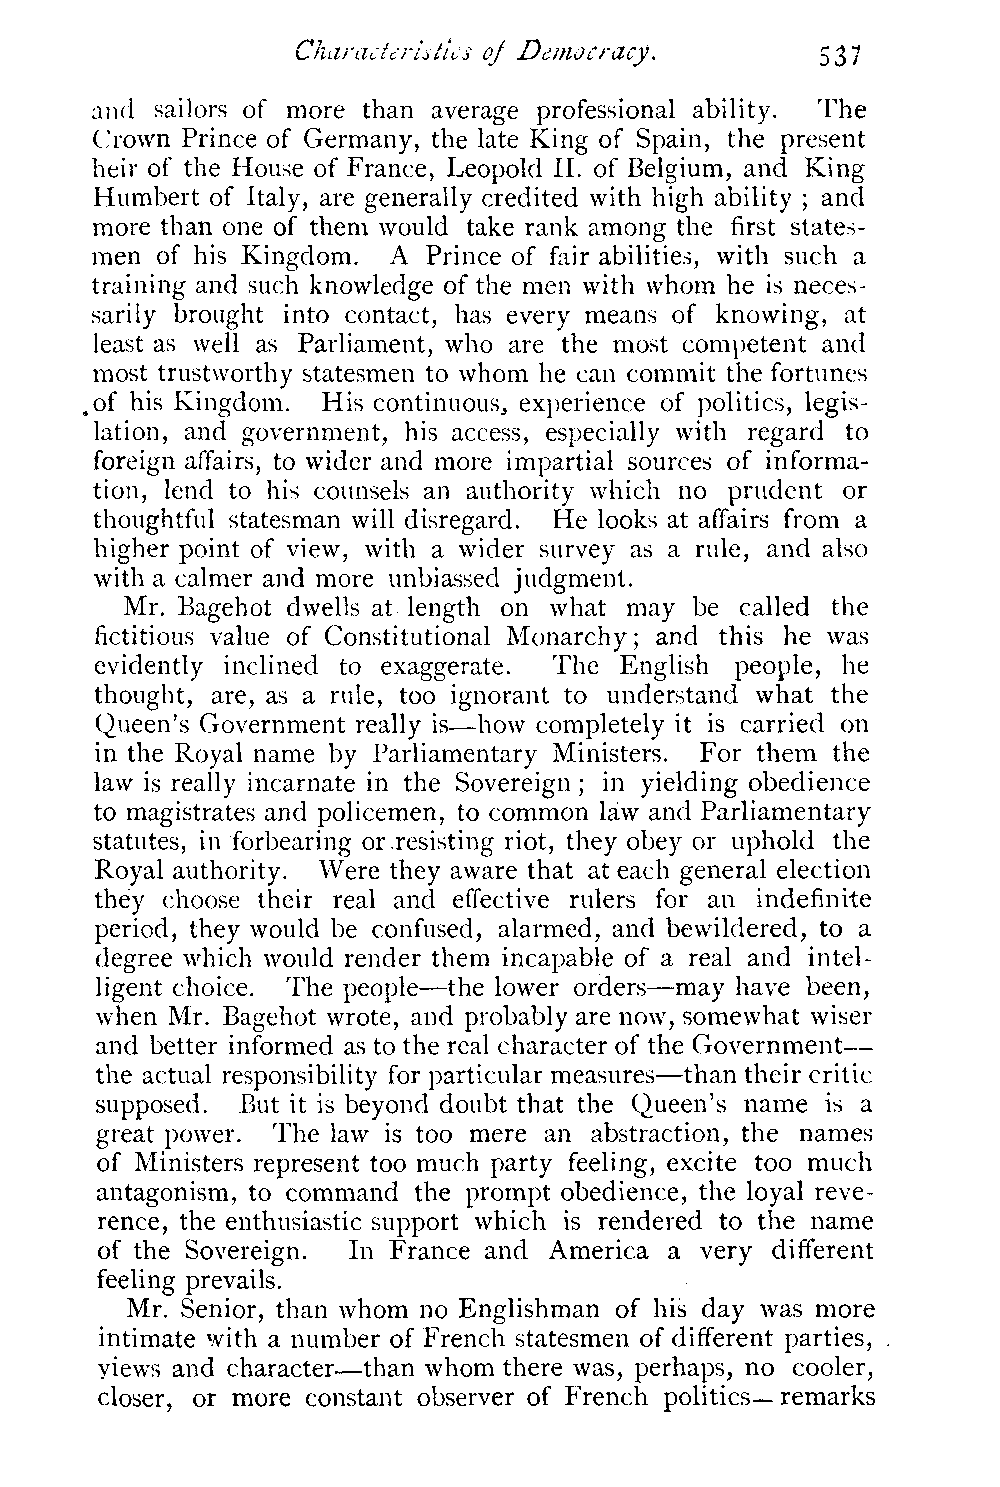 Characteristics of Democracy. 537
and sailors of more than average professional ability. The
Crown Prince of Germany, the late King of Spain, the present
heir of the House of France, Leopold II. of Belgium, and King
Humbert of Italy, are generally credited with high ability ; and
more than one of them would take rank among the first states-
men of his Kingdom. A Prince of fair abilities, with such a
training and such knowledge of the men with whom he is neces-
sarily brought into contact, has every means of knowing, at
least as well as Parliament, who are the most competent and
most trustworthy statesmen to whom he can commit the fortunes
of his Kingdom. His continuous, experience of politics, legis-
lation, and government, his access, especially with regard to
foreign affairs, to wider and more impartial sources of informa-
tion, lend to his counsels an authority which no prudent or
thoughtful statesman will disregard. He looks at affairs from a
higher point of view, with a wider survey as a rule, and also
with a calmer and more unbiassed judgment.
Mr. Bagehot dwells at length on what may be called the
fictitious value of Constitutional Monarchy; and this he was
evidently inclined to exaggerate. The English people, he
thought, are, as a rule, too ignorant to understand what the
Queen's Government really is—how completely it is carried on
in the Royal name by Parliamentary Ministers. For them the
law is really incarnate in the Sovereign ; in yielding obedience
to magistrates and policemen, to common law and Parliamentary
statutes, in forbearing or resisting riot, they obey or uphold the
Royal authority. Were they aware that at each general election
they choose their real and effective rulers for an indefinite
period, they would be confused, alarmed, and bewildered, to a
degree which would render them incapable of a real and intel-
ligent choice. The people—the lower orders—may have been,
when Mr. Bagehot wrote, and probably are now, somewhat wiser
and better informed as to the real character of the Government—
the actual responsibility for particular measures—than their critic
supposed. But it is beyond doubt that the Queen's name is a
great power. The law is too mere an abstraction, the names
of Ministers represent too much party feeling, excite too much
antagonism, to command the prompt obedience, the loyal reve-
rence, the enthusiastic support which is rendered to the name
of the Sovereign. In France and America a very different
feeling prevails.
Mr. Senior, than whom no Englishman of his day was more
intimate with a number of French statesmen of different parties,
views and character—than whom there was, perhaps, no cooler,
closer, or more constant observer of French politics—remarks